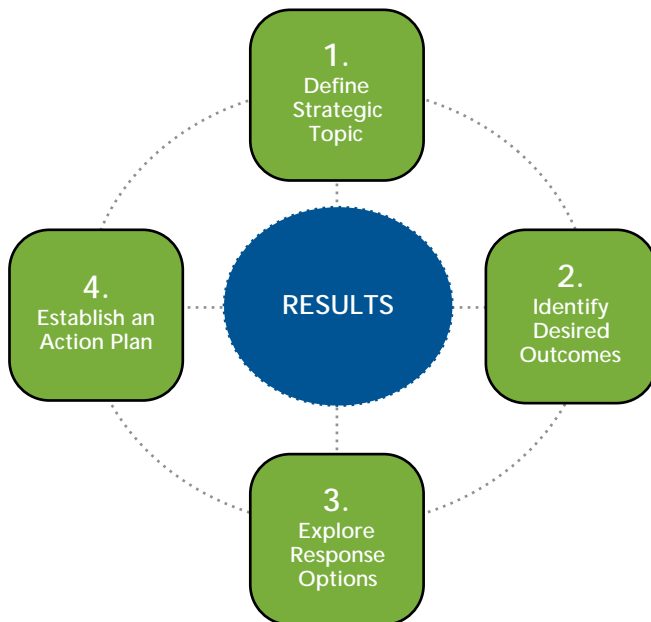 1.
Define
Strategic
Topic
RESULTS
2.
Identify
Desired
Outcomes
3.
Explore
Response
Options
4.
Establish an
Action Plan